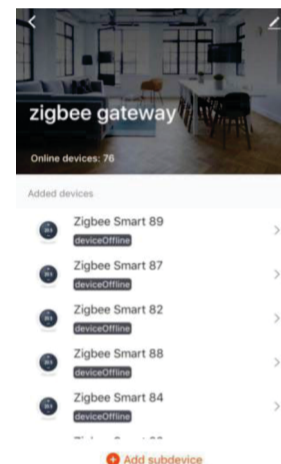 zigbee gateway
Online devices: 76
Added devices
Zigbee Smart 89
deviceOffline
Zigbee Smart 87
deviceOffline
Zigbee Smart 82
deviceOffline
Zigbee Smart 88
deviceOffline
Zigbee Smart 84
deviceOffline
Add subdevice